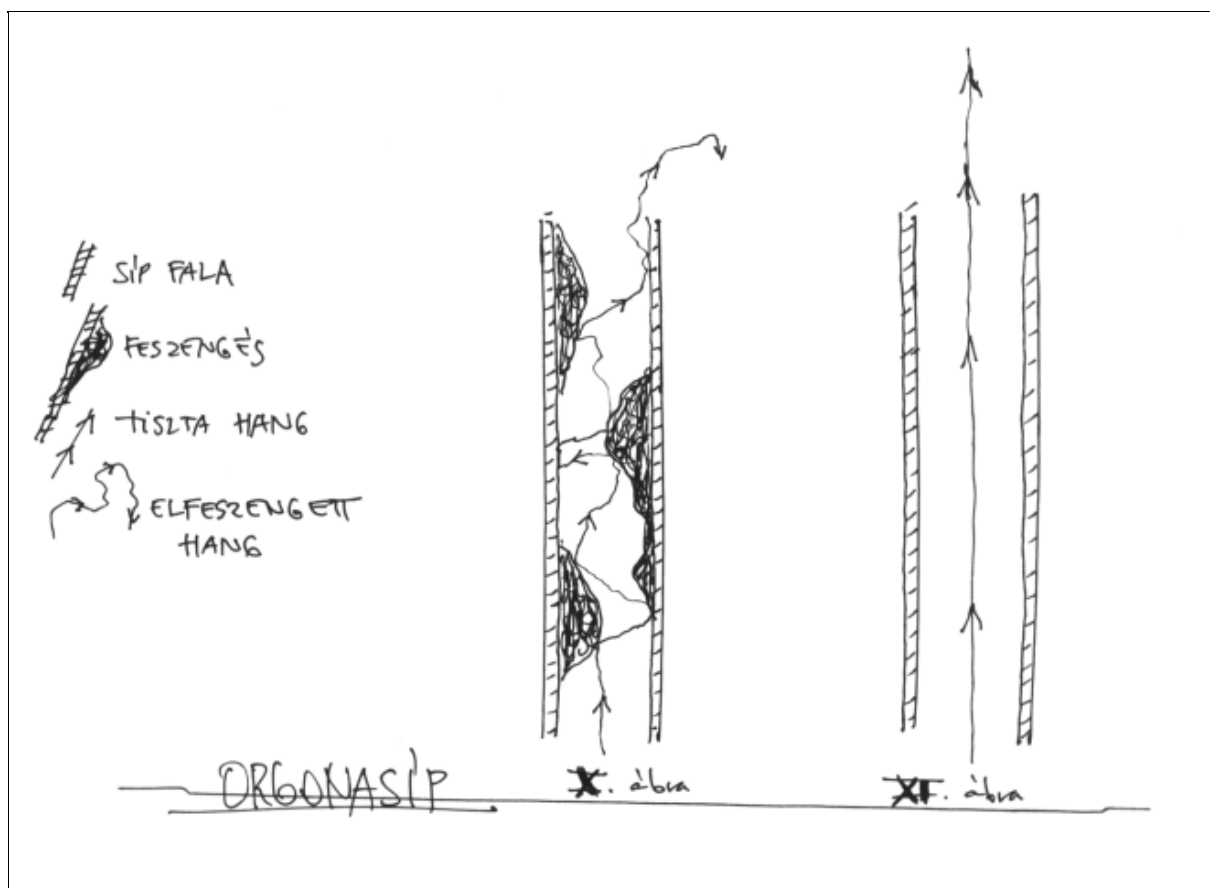 SÍP FALA
FESZENGÉS
TISZTA HANG
ELFESZENGETT
HANG
ORGONASÍP
X. ábra
XI. ábra